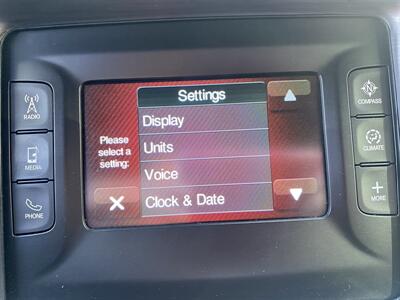 Settings
Display
Please
select a
setting:
Units
Voice
Clock & Date
RADIO
MEDIA
PHONE
N
COMPASS
CLIMATE
MORE